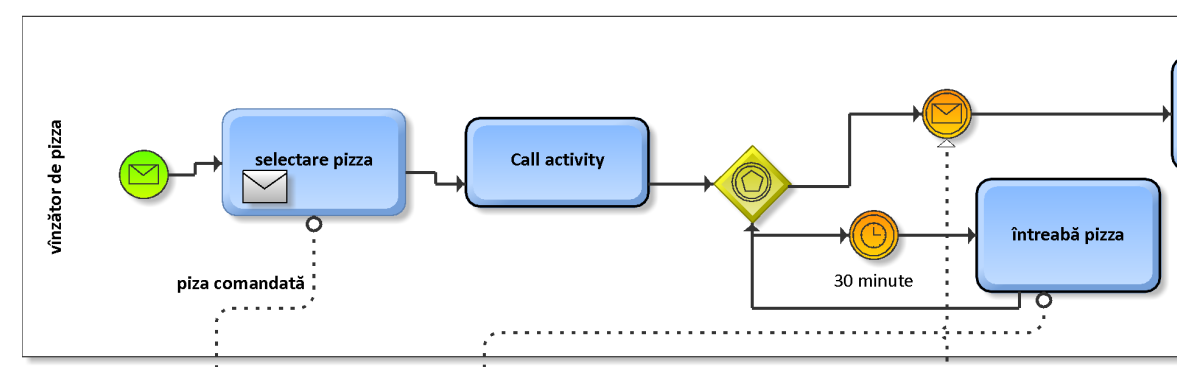 vînzător de pizza
selectare pizza
Call activity
întreabă pizza
piza comandată
30 minute